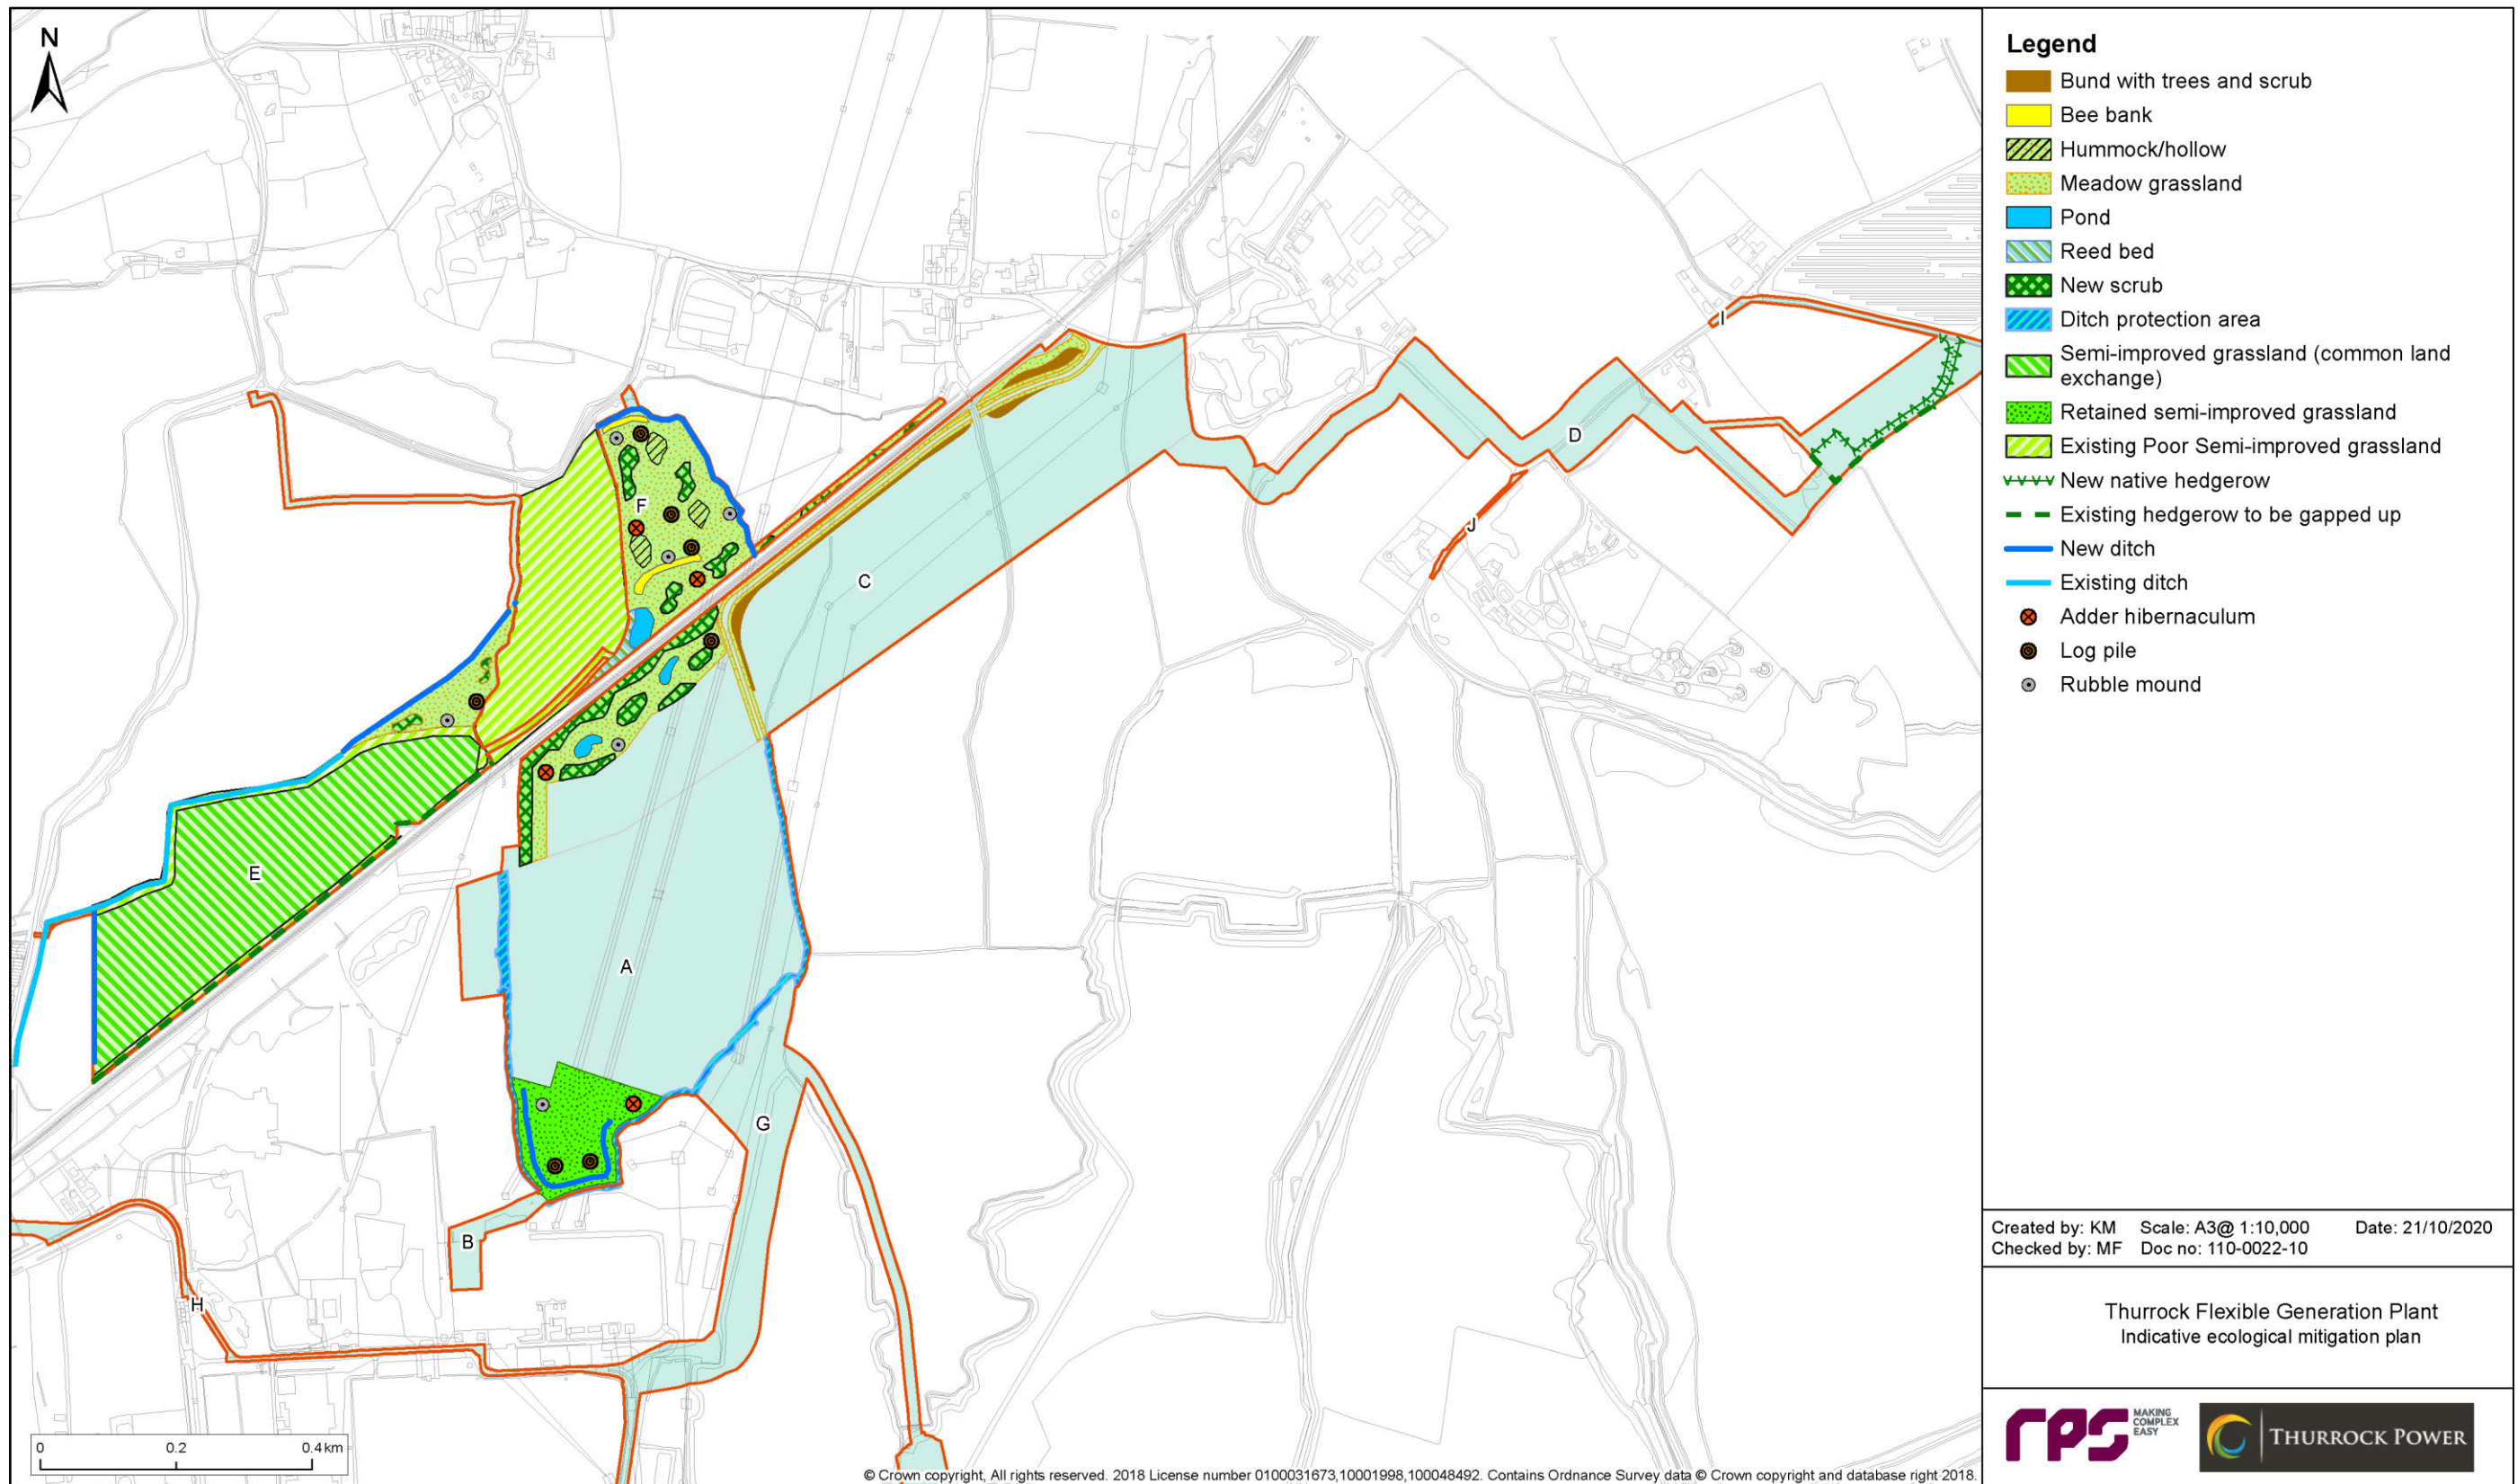 N
I
D
J
F
C
E
A
G
B
H
0 0.2 0.4km
© Crown copyright, All rights reserved. 2018 License number 0100031673,10001998,100048492. Contains Ordnance Survey data © Crown copyright and database right 2018.
Legend
Bund with trees and scrub
Bee bank
Hummock/hollow
Meadow grassland
Pond
Reed bed
New scrub
Ditch protection area
Semi-improved grassland (common land
exchange)
Retained semi-improved grassland
Existing Poor Semi-improved grassland
New native hedgerow
Existing hedgerow to be gapped up
New ditch
Existing ditch
Adder hibernaculum
Log pile
Rubble mound
Created by: KM Scale: A3@ 1:10,000 Date: 21/10/2020
Checked by: MF Doc no: 110-0022-10
Thurrock Flexible Generation Plant
Indicative ecological mitigation plan
rps MAKING
COMPLEX
EASY
THURROCK POWER